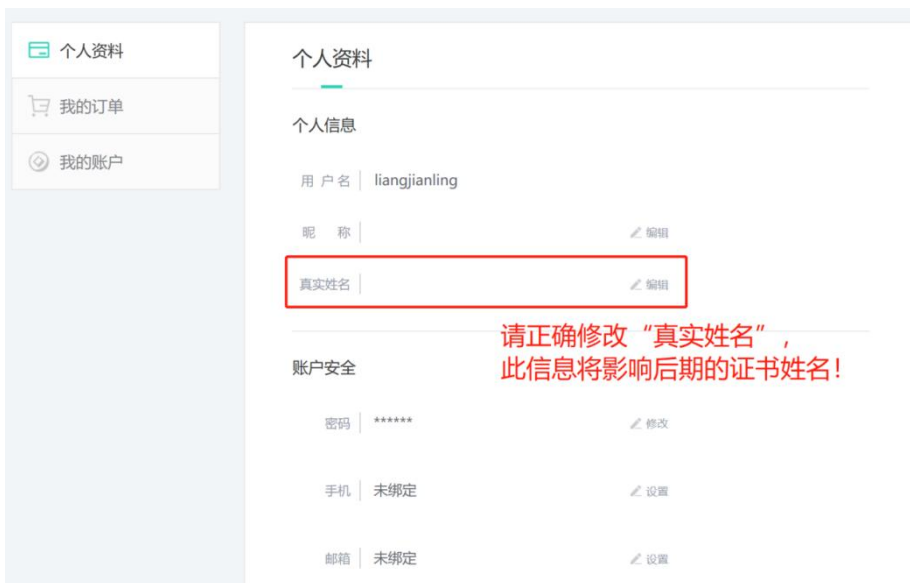 个人资料
我的订单
我的账户
个人资料
个人信息
用户名 liangjianling
昵 称 编辑
真实姓名 编辑
请正确修改“真实姓名”,
此信息将影响后期的证书姓名!
账户安全
密码 ****** 修改
手机 未绑定 设置
邮箱 未绑定 设置